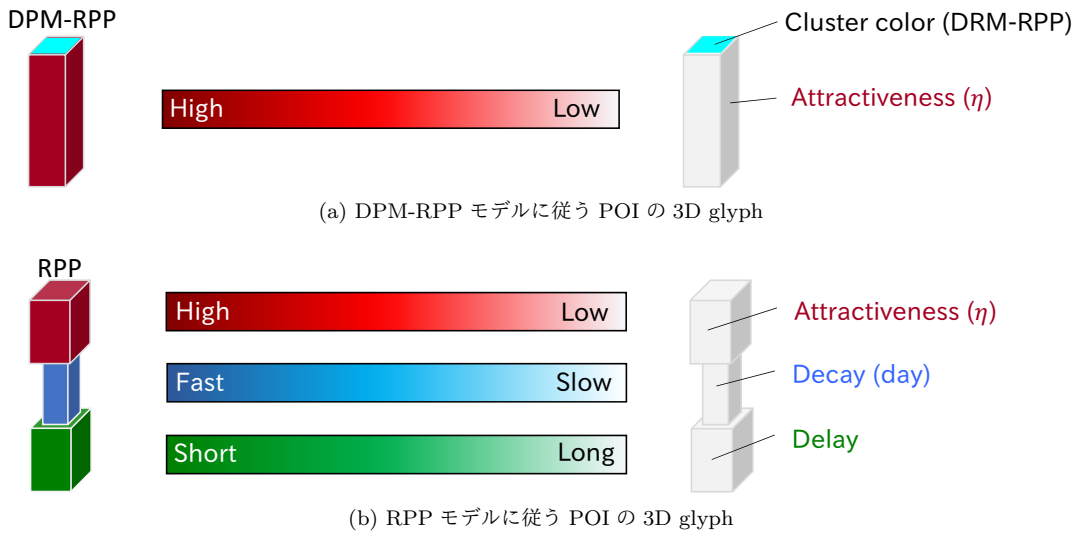 DPM-RPP
Cluster color (DRM-RPP)
High
Low
Attractiveness (η)
(a) DPM-RPP モデルに従う POI の 3D glyph
RPP
High
Low
Attractiveness (η)
Fast
Slow
Decay (day)
Short
Long
Delay
(b) RPP モデルに従う POI の 3D glyph